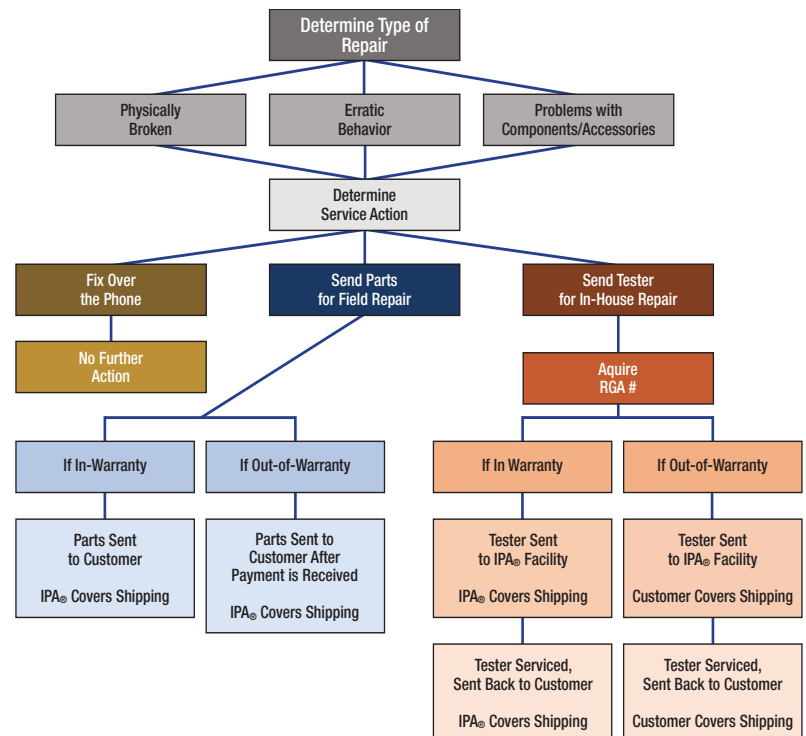 Determine Type of
Repair
Physically
Broken
Erratic
Behavior
Problems with
Components/Accessories
Determine
Service Action
Fix Over
the Phone
Send Parts
for Field Repair
Send Tester
for In-House Repair
No Further
Action
Aquire
RGA #
If In-Warranty
If Out-of-Warranty
If In Warranty
If Out-of-Warranty
Parts Sent
to Customer
IPA® Covers Shipping
Parts Sent to
Customer After
Payment is Received
IPA® Covers Shipping
Tester Sent
to IPA® Facility
IPA® Covers Shipping
Tester Sent
to IPA® Facility
Customer Covers Shipping
Tester Serviced,
Sent Back to Customer
IPA® Covers Shipping
Tester Serviced,
Sent Back to Customer
Customer Covers Shipping